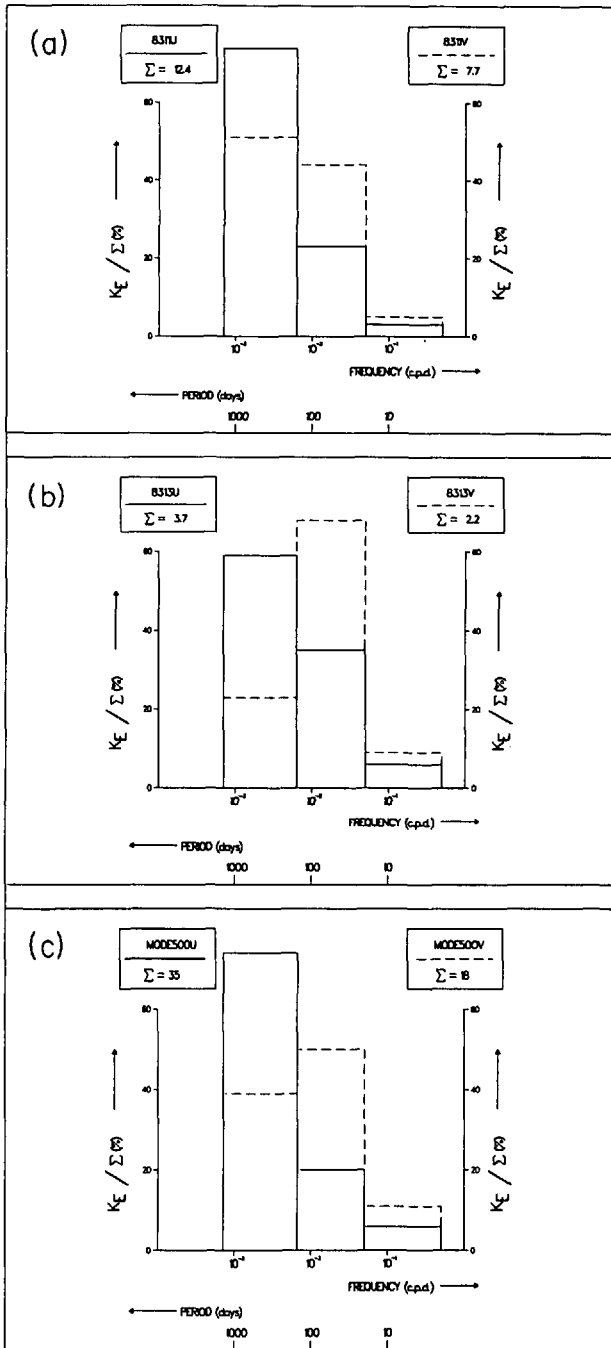 (a)
8311U
Σ = 12.4
8311V
Σ = 7.7
60
40
20
0
K_E / Σ (%)
60
40
20
0
K_E / Σ (%)
FREQUENCY (c.p.d.)
PERIOD (days)
1000 100 10
(b)
8313U
Σ = 3.7
8313V
Σ = 2.2
60
40
20
0
K_E / Σ (%)
60
40
20
0
K_E / Σ (%)
FREQUENCY (c.p.d.)
PERIOD (days)
1000 100 10
(c)
MODE500U
Σ = 35
MODE500V
Σ = 18
60
40
20
0
K_E / Σ (%)
60
40
20
0
K_E / Σ (%)
FREQUENCY (c.p.d.)
PERIOD (days)
1000 100 10